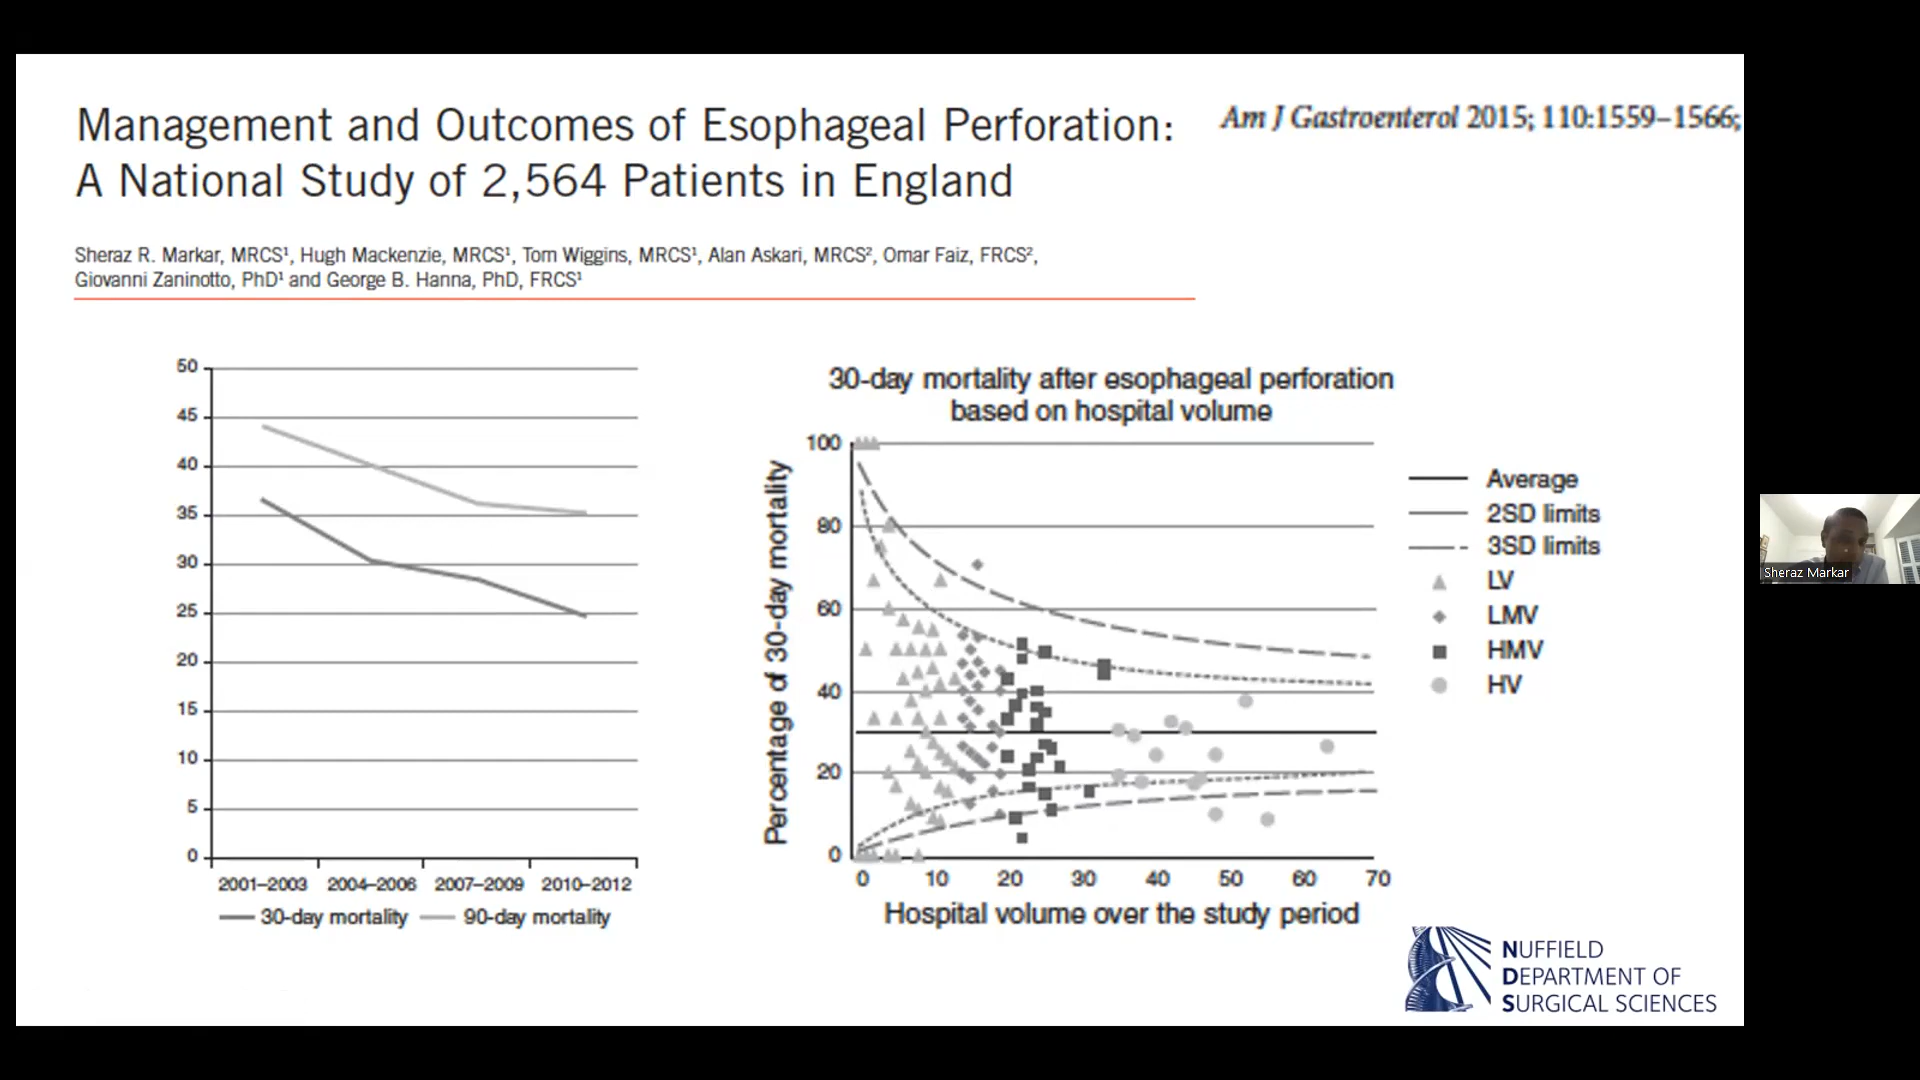 Management and Outcomes of Esophageal Perforation:
A National Study of 2,564 Patients in England
Am J Gastroenterol 2015; 110:1559–1566;
Sheraz R. Markar, MRCS¹, Hugh Mackenzie, MRCS¹, Tom Wiggins, MRCS¹, Alan Askari, MRCS², Omar Faiz, FRCS²,
Giovanni Zaninotto, PhD¹ and George B. Hanna, PhD, FRCS¹
50
45
40
35
30
25
20
15
10
5
0
2001–2003 2004–2006 2007–2009 2010–2012
30-day mortality 90-day mortality
30-day mortality after esophageal perforation
based on hospital volume
Percentage of 30-day mortality
100
80
60
40
20
0
0 10 20 30 40 50 60 70
Hospital volume over the study period
Average
2SD limits
3SD limits
LV
LMV
HMV
HV
NUFFIELD
DEPARTMENT OF
SURGICAL SCIENCES
Sheraz Markar